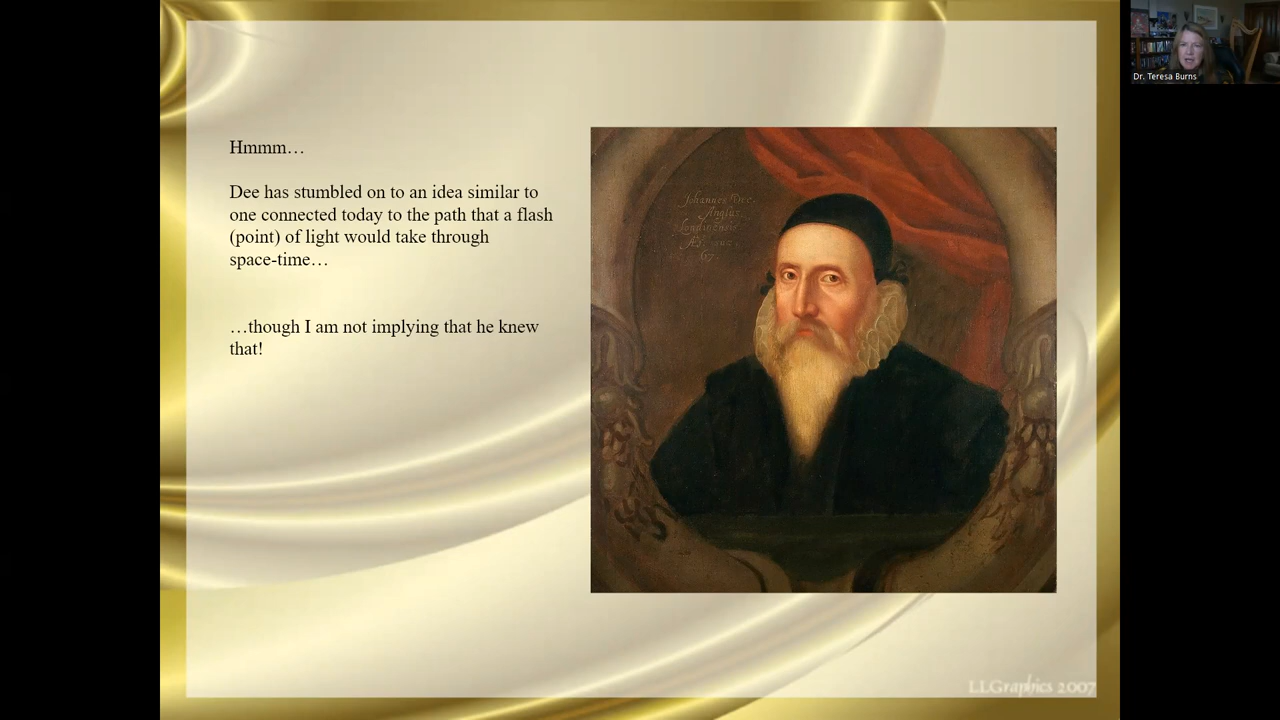 Hmmm…
Dee has stumbled on to an idea similar to
one connected today to the path that a flash
(point) of light would take through
space-time…
…though I am not implying that he knew
that!
Johannes Dee
Anglus
Londinensis
Dr. Teresa Burns
LLGraphics 2007